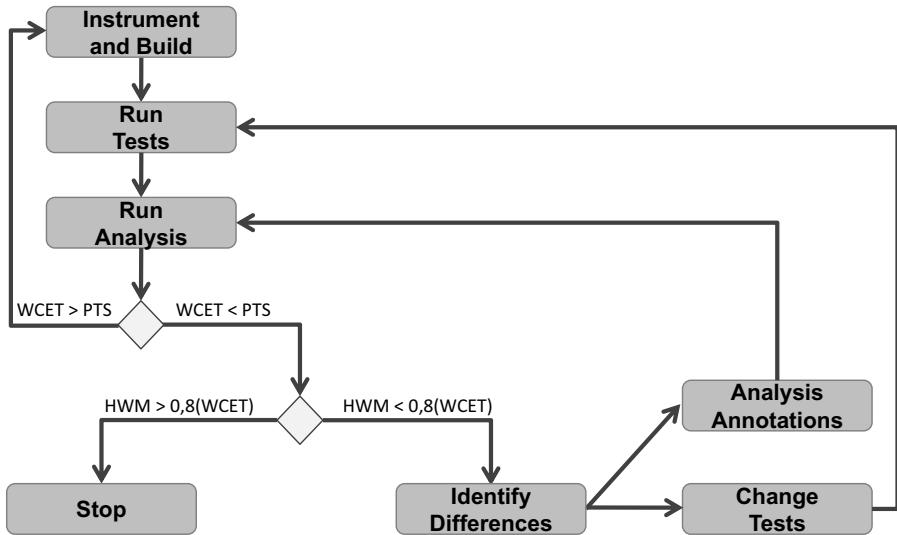 Instrument
and Build
Run
Tests
Run
Analysis
WCET > PTS
WCET < PTS
HWM > 0,8(WCET)
HWM < 0,8(WCET)
Analysis
Annotations
Stop
Identify
Differences
Change
Tests